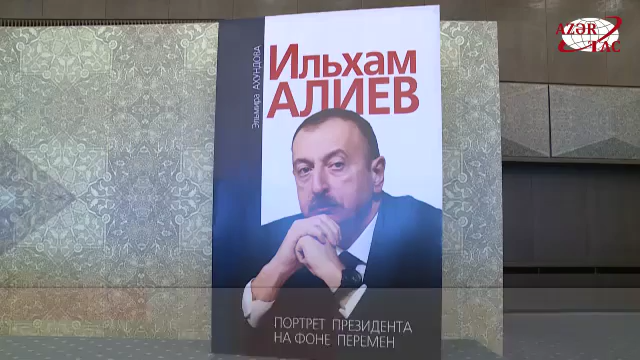 Эльмира АХУНДОВА
Ильхам
АЛИЕВ
ПОРТРЕТ ПРЕЗИДЕНТА
НА ФОНЕ ПЕРЕМЕН
AZƏR
TAC